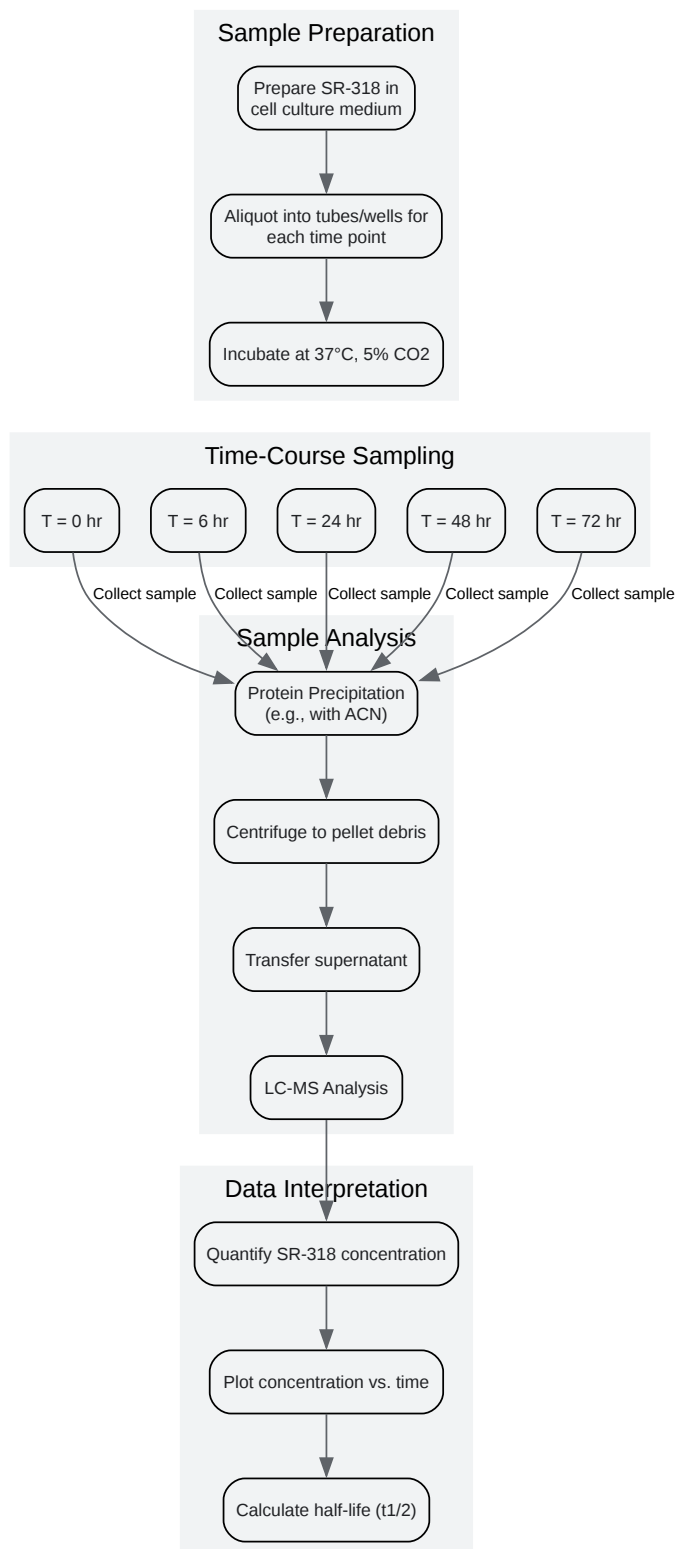 Sample Preparation
Prepare SR-318 in
cell culture medium
Aliquot into tubes/wells for
each time point
Incubate at 37°C, 5% CO2
Time-Course Sampling
T = 0 hr
T = 6 hr
T = 24 hr
T = 48 hr
T = 72 hr
Collect sample
Collect sample
Collect sample
Collect sample
Collect sample
Sample Analysis
Protein Precipitation
(e.g., with ACN)
Centrifuge to pellet debris
Transfer supernatant
LC-MS Analysis
Data Interpretation
Quantify SR-318 concentration
Plot concentration vs. time
Calculate half-life (t1/2)